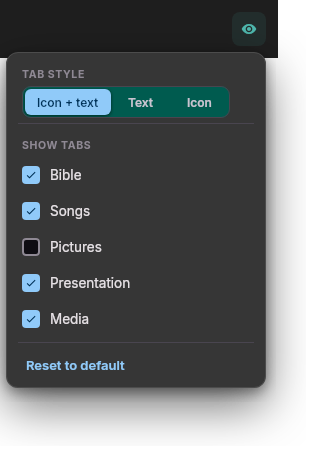 TAB STYLE
Icon + text Text Icon
SHOW TABS
Bible
Songs
Pictures
Presentation
Media
Reset to default